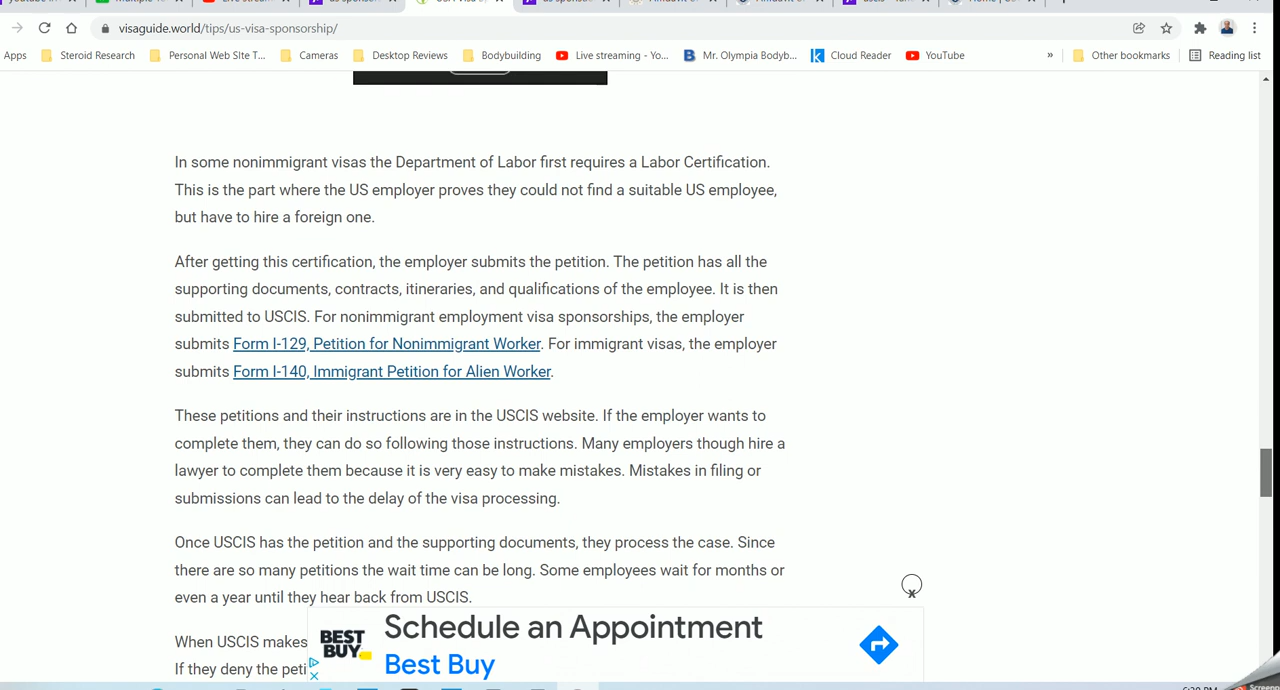 visaguide.world/tips/us-visa-sponsorship/
Apps Steroid Research Personal Web SIte T... Cameras Desktop Reviews Bodybuilding Live streaming - Yo... Mr. Olympia Bodyb... Cloud Reader YouTube » Other bookmarks Reading list
In some nonimmigrant visas the Department of Labor first requires a Labor Certification.
This is the part where the US employer proves they could not find a suitable US employee,
but have to hire a foreign one.
After getting this certification, the employer submits the petition. The petition has all the
supporting documents, contracts, itineraries, and qualifications of the employee. It is then
submitted to USCIS. For nonimmigrant employment visa sponsorships, the employer
submits Form I-129, Petition for Nonimmigrant Worker. For immigrant visas, the employer
submits Form I-140, Immigrant Petition for Alien Worker.
These petitions and their instructions are in the USCIS website. If the employer wants to
complete them, they can do so following those instructions. Many employers though hire a
lawyer to complete them because it is very easy to make mistakes. Mistakes in filing or
submissions can lead to the delay of the visa processing.
Once USCIS has the petition and the supporting documents, they process the case. Since
there are so many petitions the wait time can be long. Some employees wait for months or
even a year until they hear back from USCIS.
When USCIS makes
If they deny the peti
BEST BUY
Schedule an Appointment
Best Buy